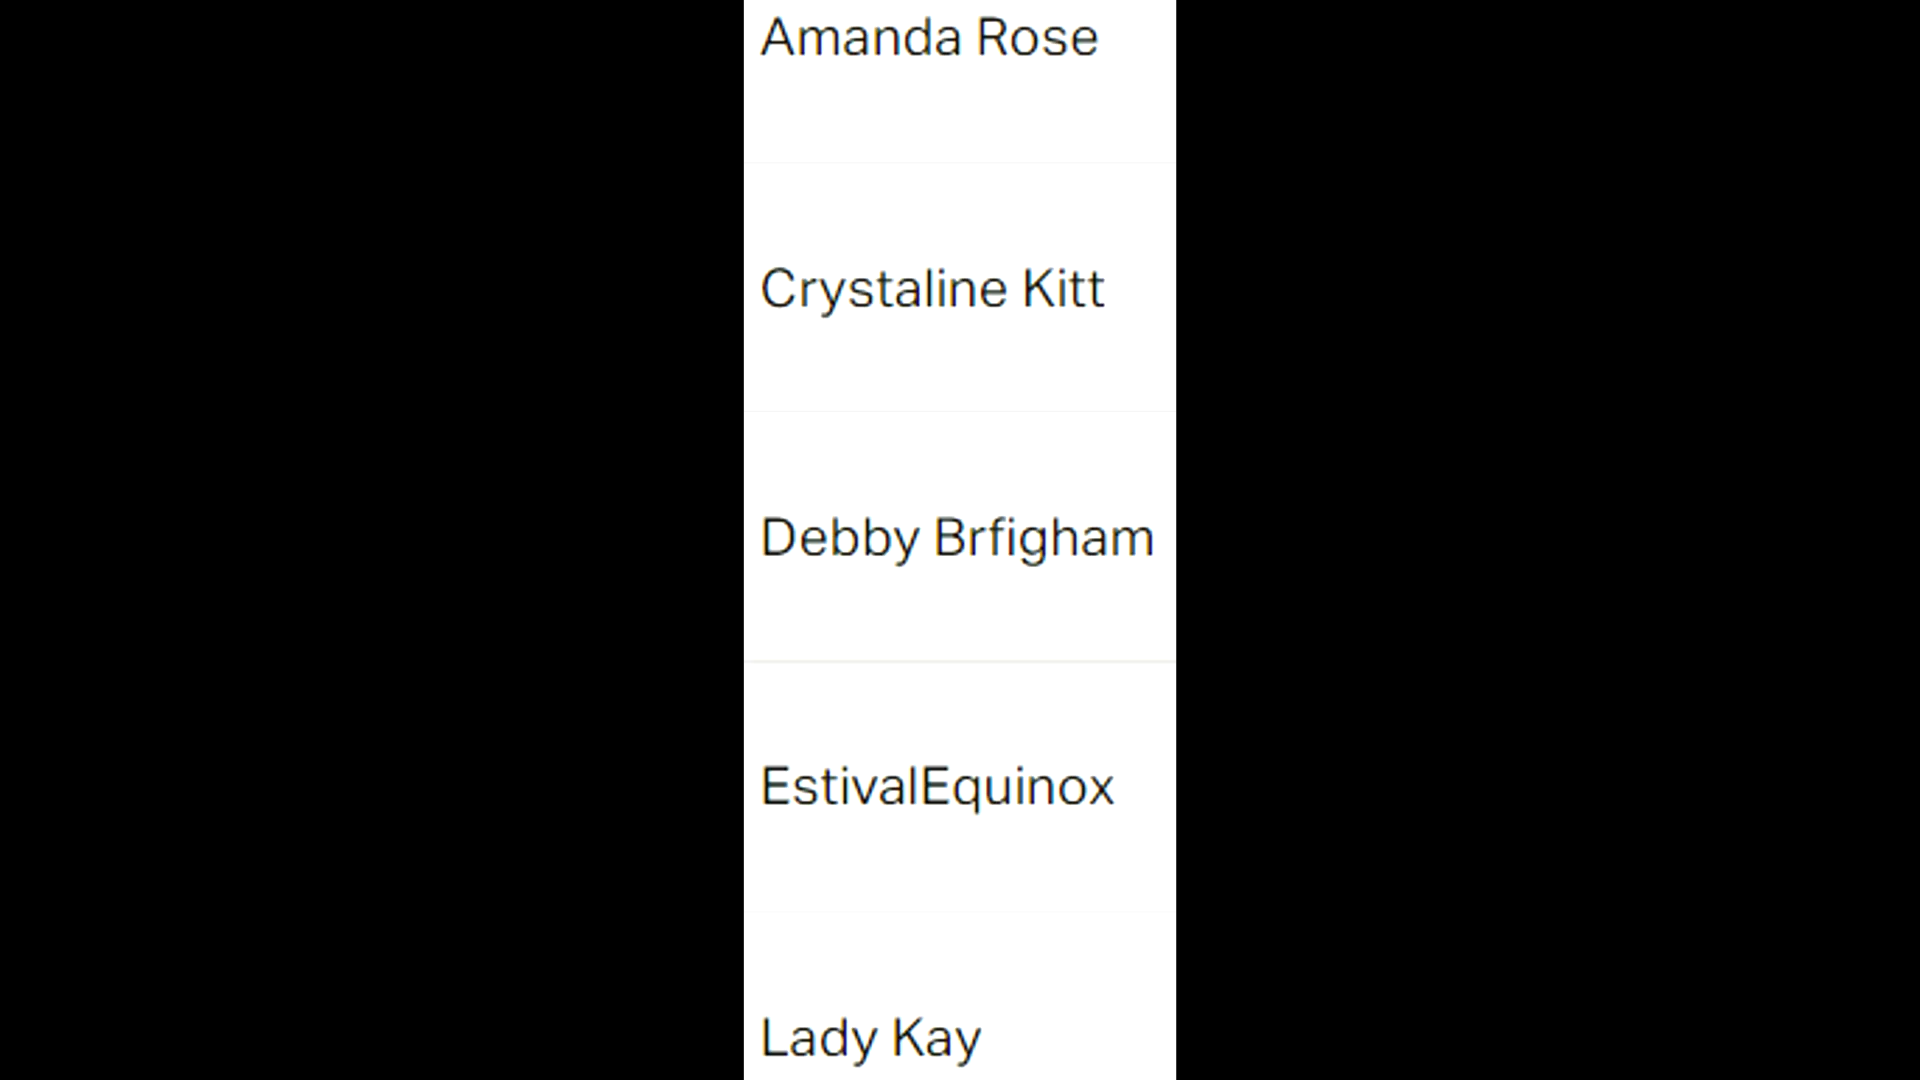 Amanda Rose
Crystaline Kitt
Debby Brfigham
EstivalEquinox
Lady Kay